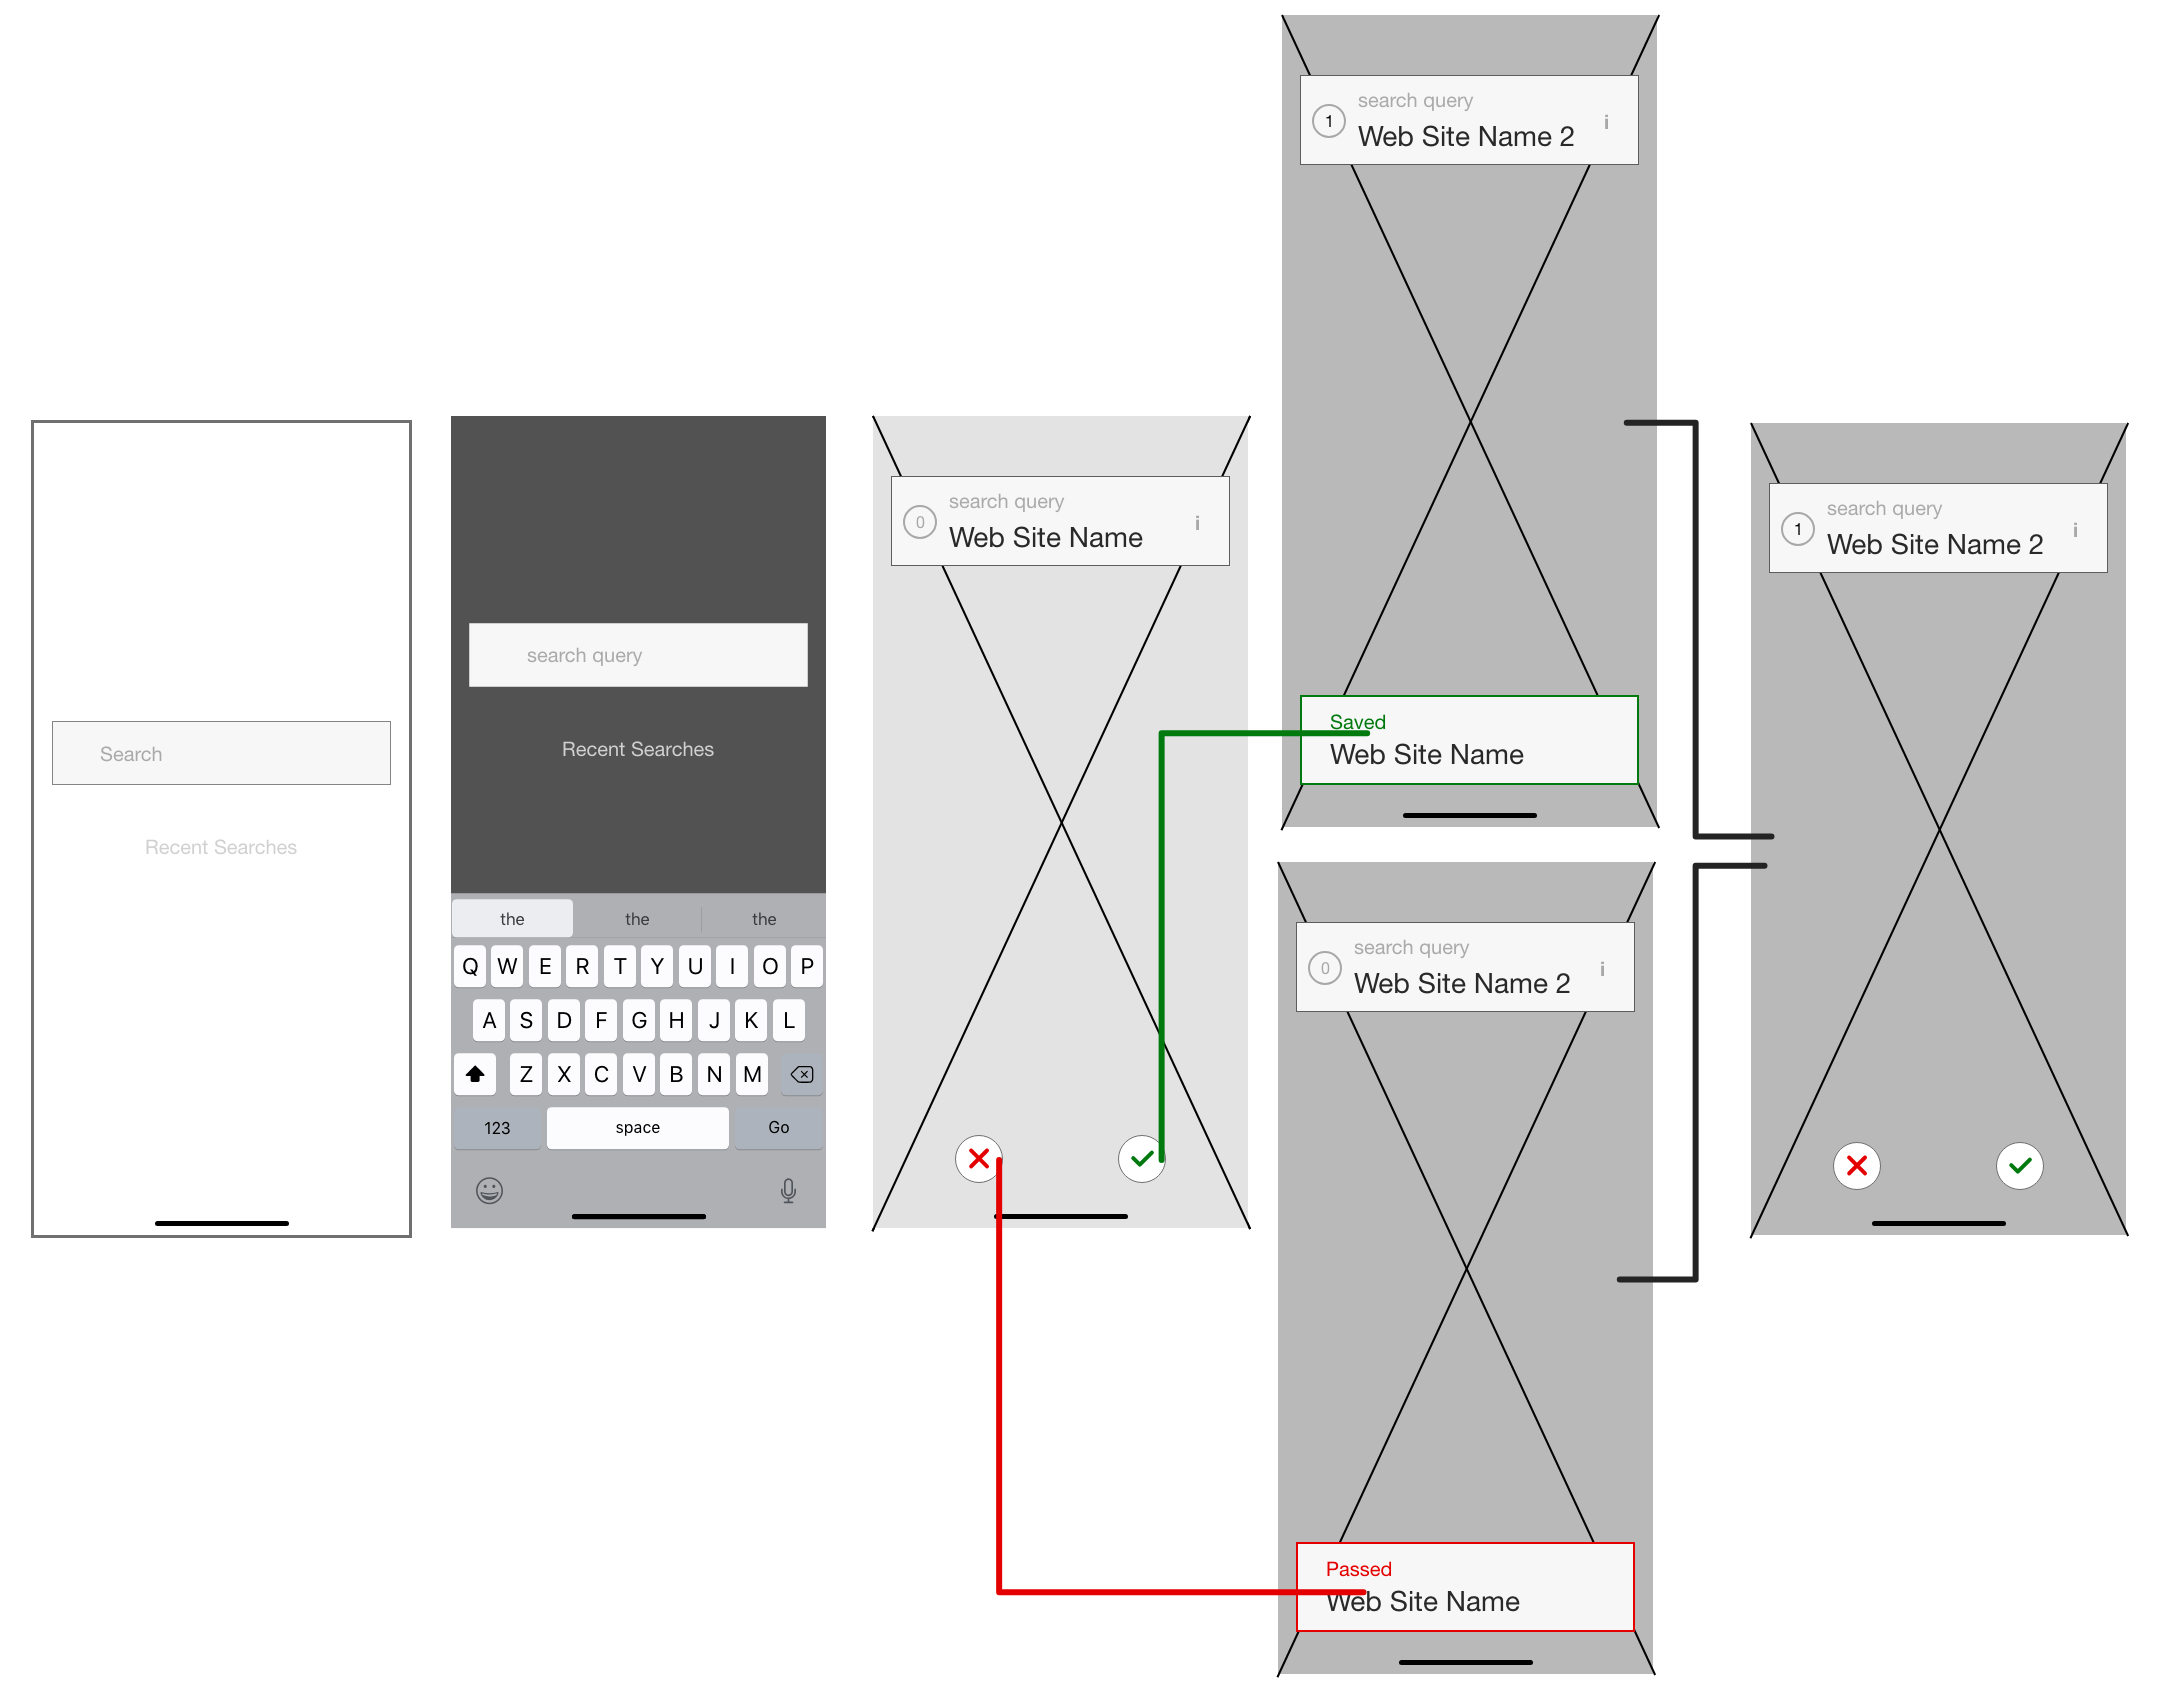 Search
Recent Searches
search query
Recent Searches
the the the
Q W E R T Y U I O P
A S D F G H J K L
Z X C V B N M
123 space Go
0
search query
Web Site Name
i
1
search query
Web Site Name 2
i
Saved
Web Site Name
0
search query
Web Site Name 2
i
Passed
Web Site Name
1
search query
Web Site Name 2
i